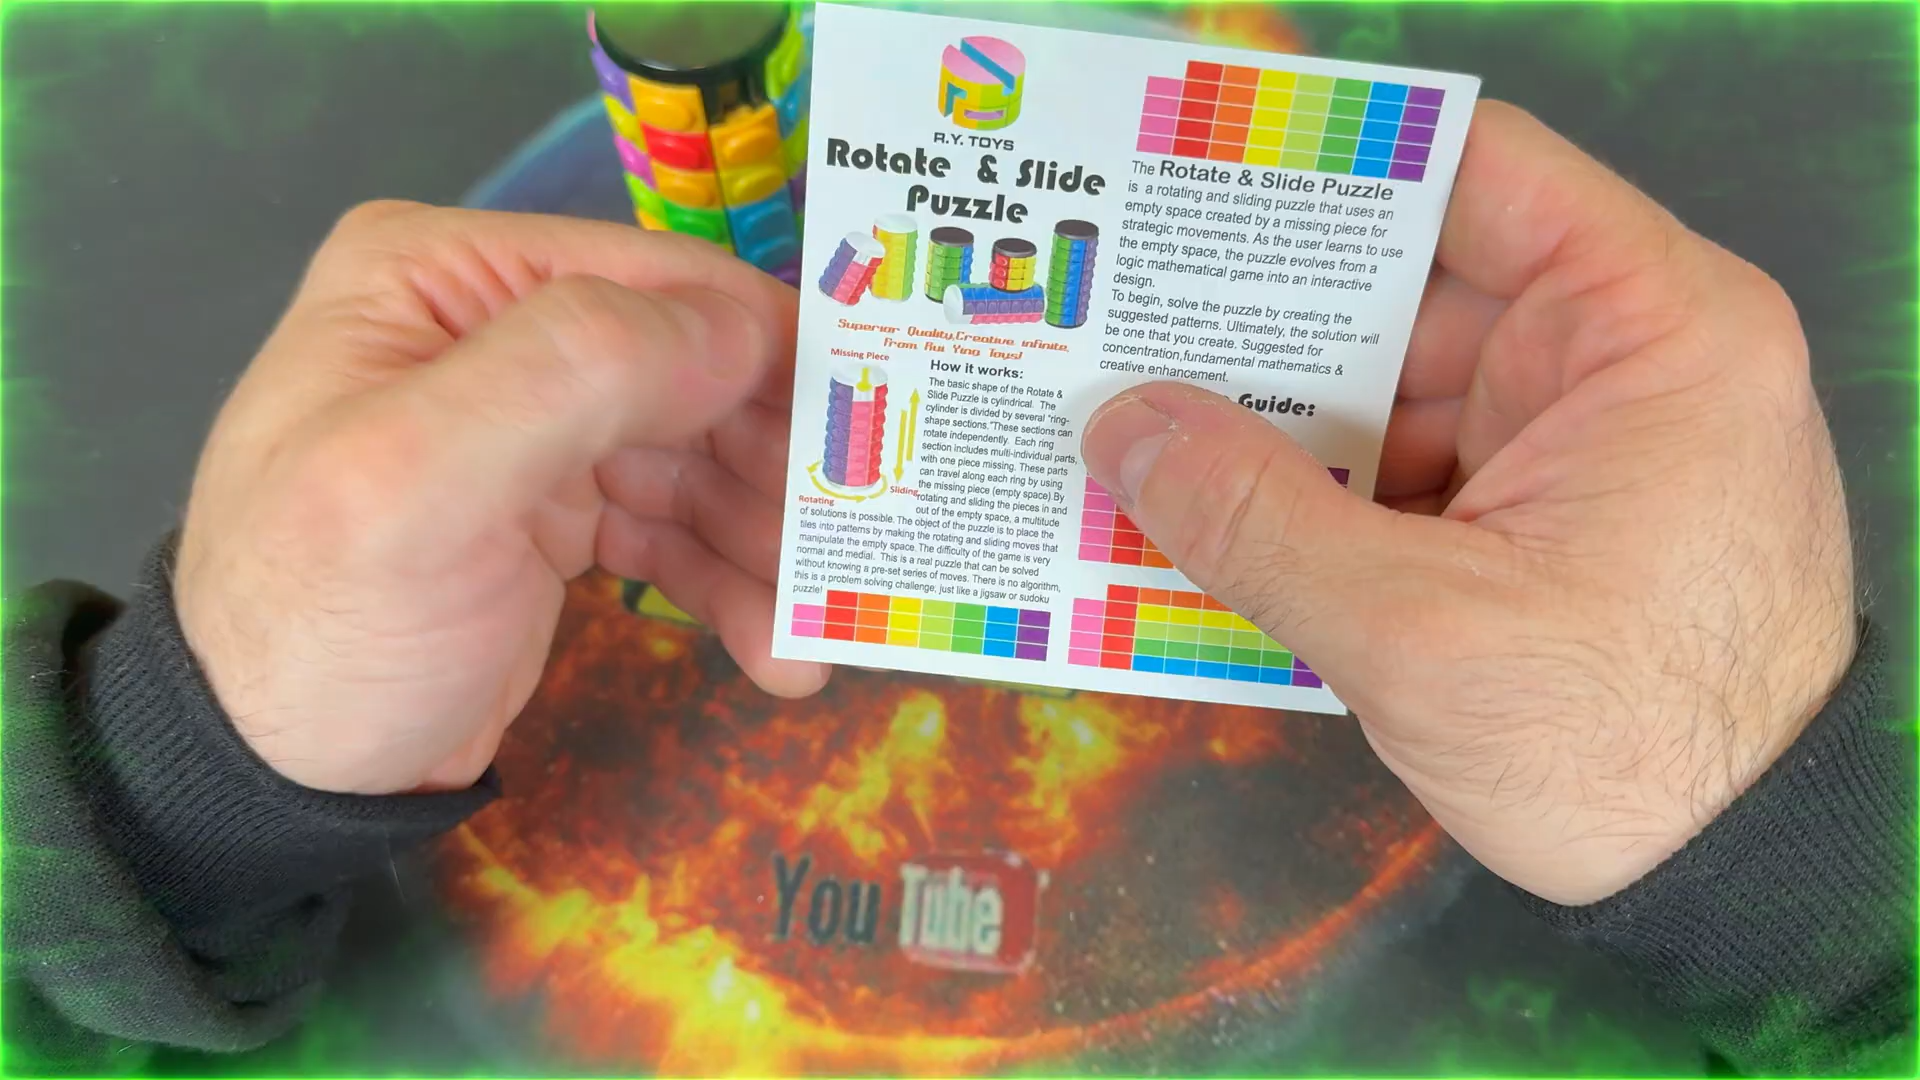 R.Y. TOYS
Rotate & Slide
Puzzle
Superior Quality,Creative infinite,
From Rui Ying Toys!
Missing Piece
Rotating
Sliding
How it works:
The basic shape of the Rotate &
Slide Puzzle is cylindrical. The
cylinder is divided by several "ring-
shape sections."These sections can
rotate independently. Each ring
section includes multi-individual parts,
with one piece missing. These parts
can travel along each ring by using
the missing piece (empty space).By
rotating and sliding the pieces in and
out of the empty space, a multitude
of solutions is possible. The object of the puzzle is to place the
tiles into patterns by making the rotating and sliding moves that
manipulate the empty space. The difficulty of the game is very
normal and medial. This is a real puzzle that can be solved
without knowing a pre-set series of moves. There is no algorithm,
this is a problem solving challenge; just like a jigsaw or sudoku
puzzle!
The Rotate & Slide Puzzle
is a rotating and sliding puzzle that uses an
empty space created by a missing piece for
strategic movements. As the user learns to use
the empty space, the puzzle evolves from a
logic mathematical game into an interactive
design.
To begin, solve the puzzle by creating the
suggested patterns. Ultimately, the solution will
be one that you create. Suggested for
concentration,fundamental mathematics &
creative enhancement.
Guide:
YouTube